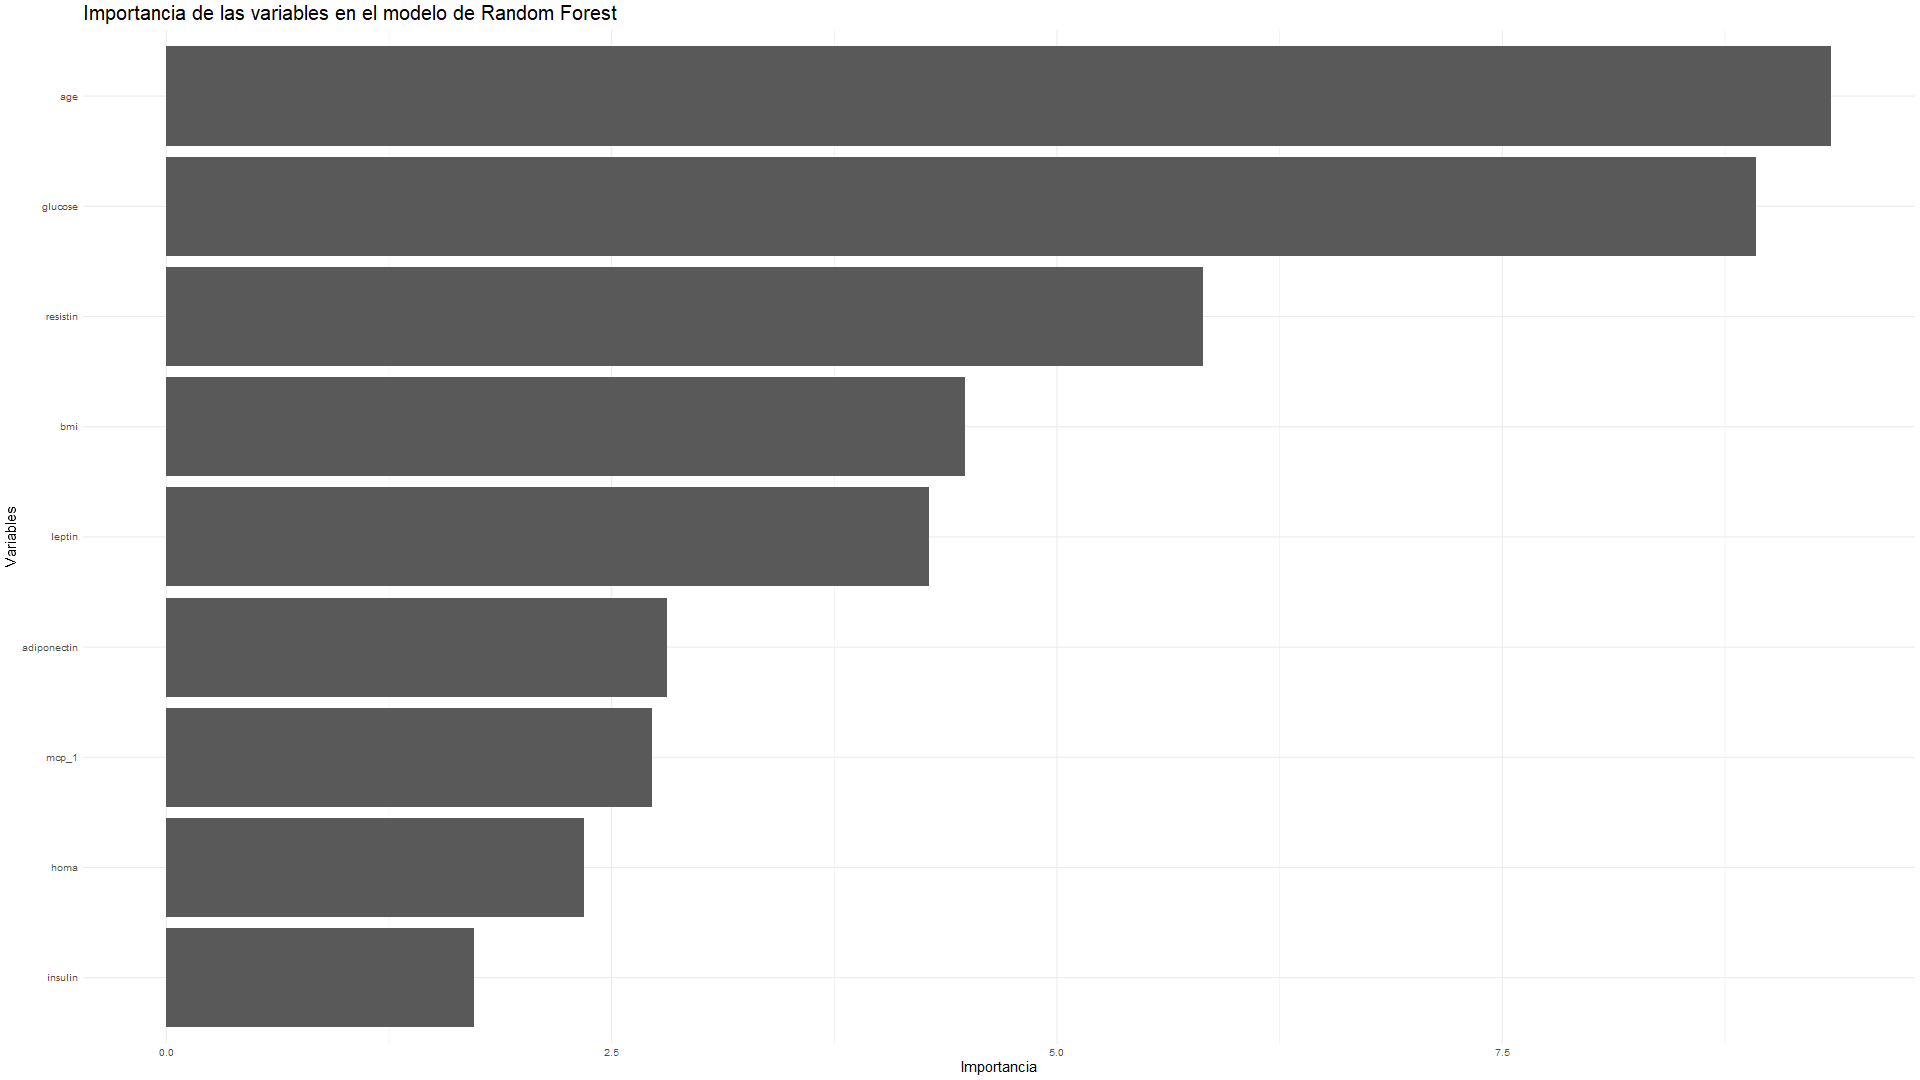 Importancia de las variables en el modelo de Random Forest
age
glucose
resistin
bmi
leptin
adiponectin
mcp_1
homa
insulin
Variables
0.0
2.5
5.0
7.5
Importancia